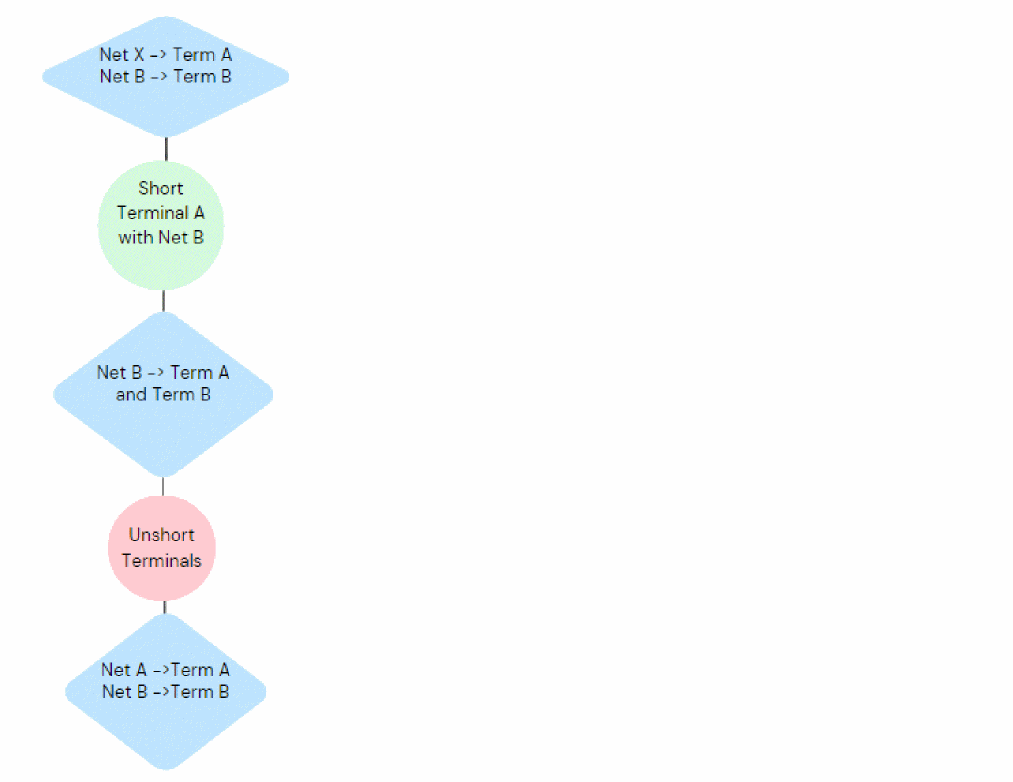 Net X -> Term A
Net B -> Term B
Short
Terminal A
with Net B
Net B -> Term A
and Term B
Unshort
Terminals
Net A ->Term A
Net B ->Term B